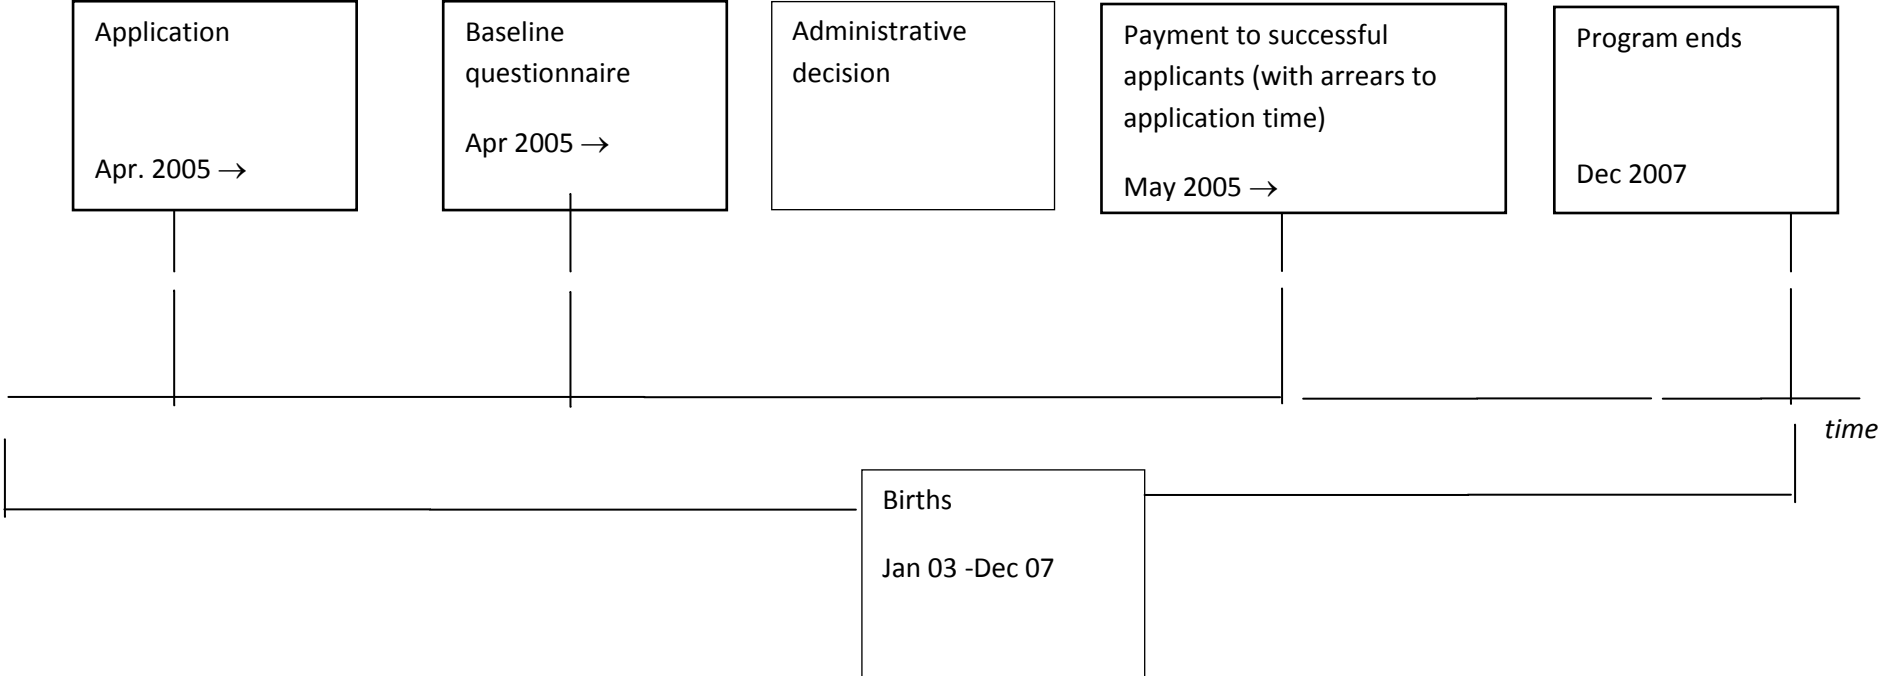 Application
Apr. 2005 →
Baseline
questionnaire
Apr 2005 →
Administrative
decision
Payment to successful
applicants (with arrears to
application time)
May 2005 →
Program ends
Dec 2007
time
Births
Jan 03 -Dec 07